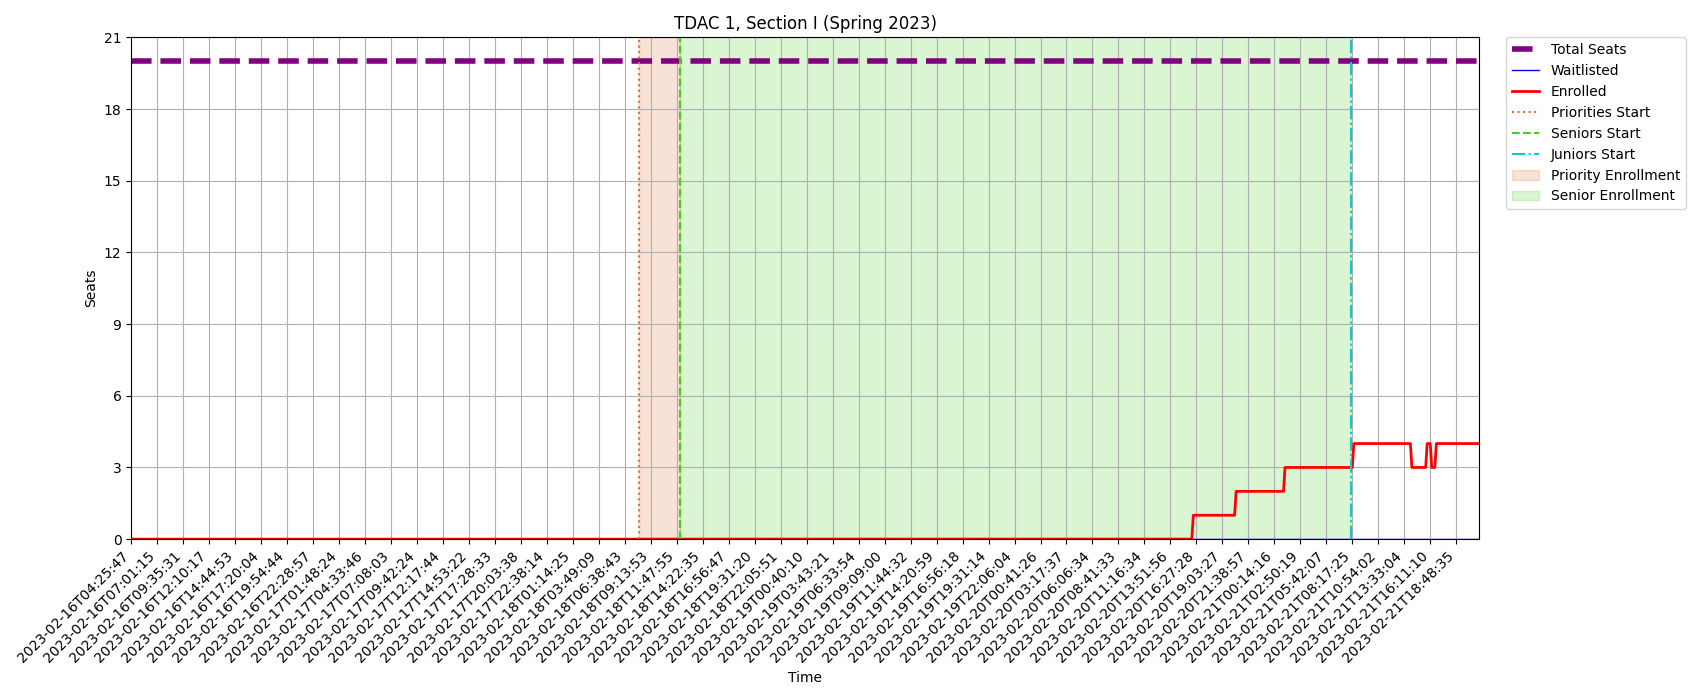 TDAC 1, Section I (Spring 2023)
21
18
15
12
9
6
3
0
Seats
2023-02-16T04:25:47
2023-02-16T07:01:15
2023-02-16T09:35:31
2023-02-16T12:10:17
2023-02-16T14:44:53
2023-02-16T17:20:04
2023-02-16T19:54:44
2023-02-16T22:28:57
2023-02-17T01:48:24
2023-02-17T04:33:46
2023-02-17T07:08:03
2023-02-17T09:42:24
2023-02-17T12:17:44
2023-02-17T14:53:22
2023-02-17T17:28:33
2023-02-17T20:03:38
2023-02-17T22:38:14
2023-02-18T01:14:25
2023-02-18T03:49:09
2023-02-18T06:38:43
2023-02-18T09:13:53
2023-02-18T11:47:55
2023-02-18T14:22:35
2023-02-18T16:56:47
2023-02-18T19:31:20
2023-02-18T22:05:51
2023-02-19T00:40:10
2023-02-19T03:43:21
2023-02-19T06:33:54
2023-02-19T09:09:00
2023-02-19T11:44:32
2023-02-19T14:20:59
2023-02-19T16:56:18
2023-02-19T19:31:14
2023-02-19T22:06:04
2023-02-20T00:41:26
2023-02-20T03:17:37
2023-02-20T06:06:34
2023-02-20T08:41:33
2023-02-20T11:16:34
2023-02-20T13:51:56
2023-02-20T16:27:28
2023-02-20T19:03:27
2023-02-20T21:38:57
2023-02-21T00:14:16
2023-02-21T02:50:19
2023-02-21T05:42:07
2023-02-21T08:17:25
2023-02-21T10:54:02
2023-02-21T13:33:04
2023-02-21T16:11:10
2023-02-21T18:48:35
Time
Total Seats
Waitlisted
Enrolled
Priorities Start
Seniors Start
Juniors Start
Priority Enrollment
Senior Enrollment